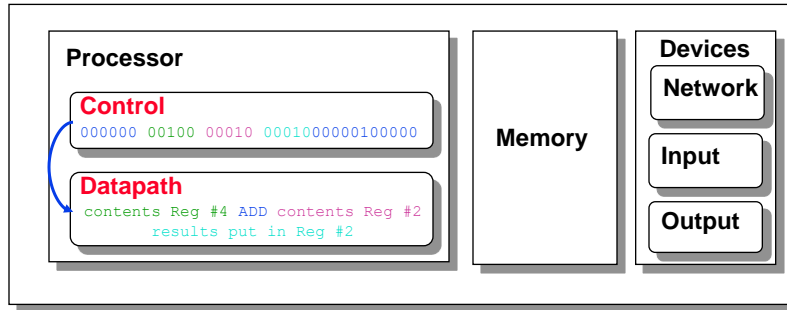 Processor
Control
000000 00100 00010 0001000000100000
Datapath
contents Reg #4 ADD contents Reg #2
results put in Reg #2
Memory
Devices
Network
Input
Output